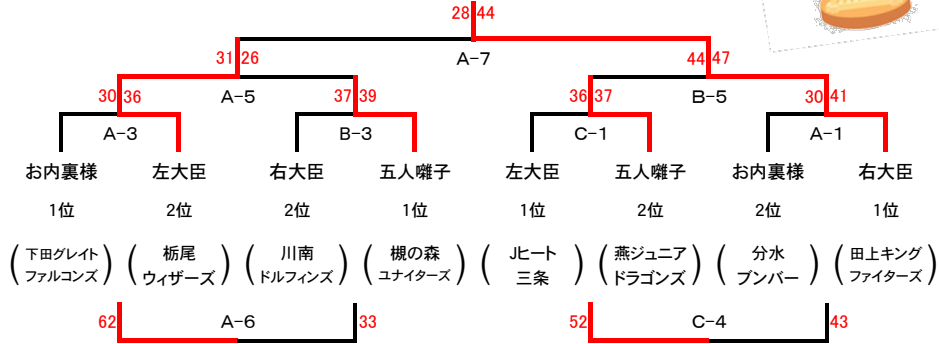 28 44
A-7
31 26 44 47
A-5 B-5
30 36 37 39 36 37 30 41
A-3 B-3 C-1 A-1
お内裏様 左大臣 右大臣 五人囃子 左大臣 五人囃子 お内裏様 右大臣
1位 2位 2位 1位 1位 2位 2位 1位
(下田グレイト (栃尾 (川南 (槻の森 (Jヒート (燕ジュニア (分水 (田上キング
ファルコンズ) ウィザーズ) ドルフィンズ) ユナイターズ) 三条) ドラゴンズ) ブンバー) ファイターズ)
62 A-6 33 52 C-4 43